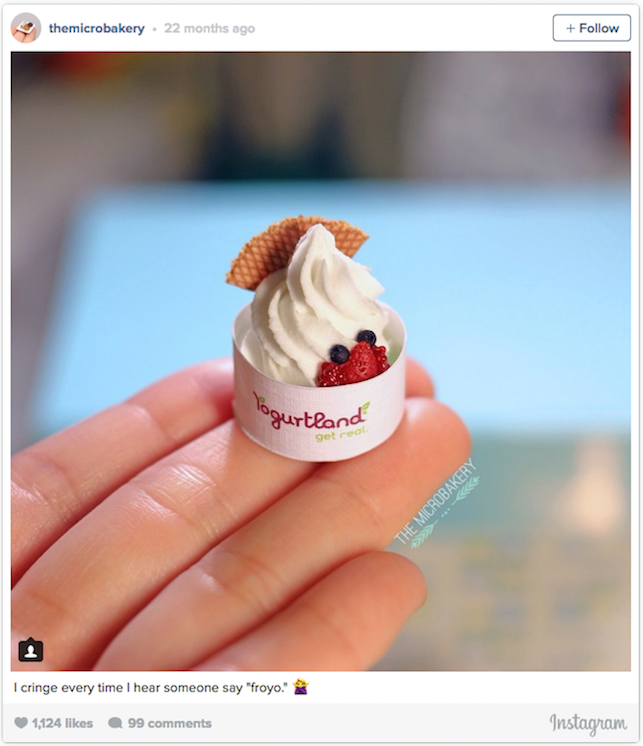 themicrobakery • 22 months ago
+ Follow
Yogurtland
get real.
THE MICROBAKERY
I cringe every time I hear someone say "froyo." 🙅
1,124 likes 99 comments
Instagram